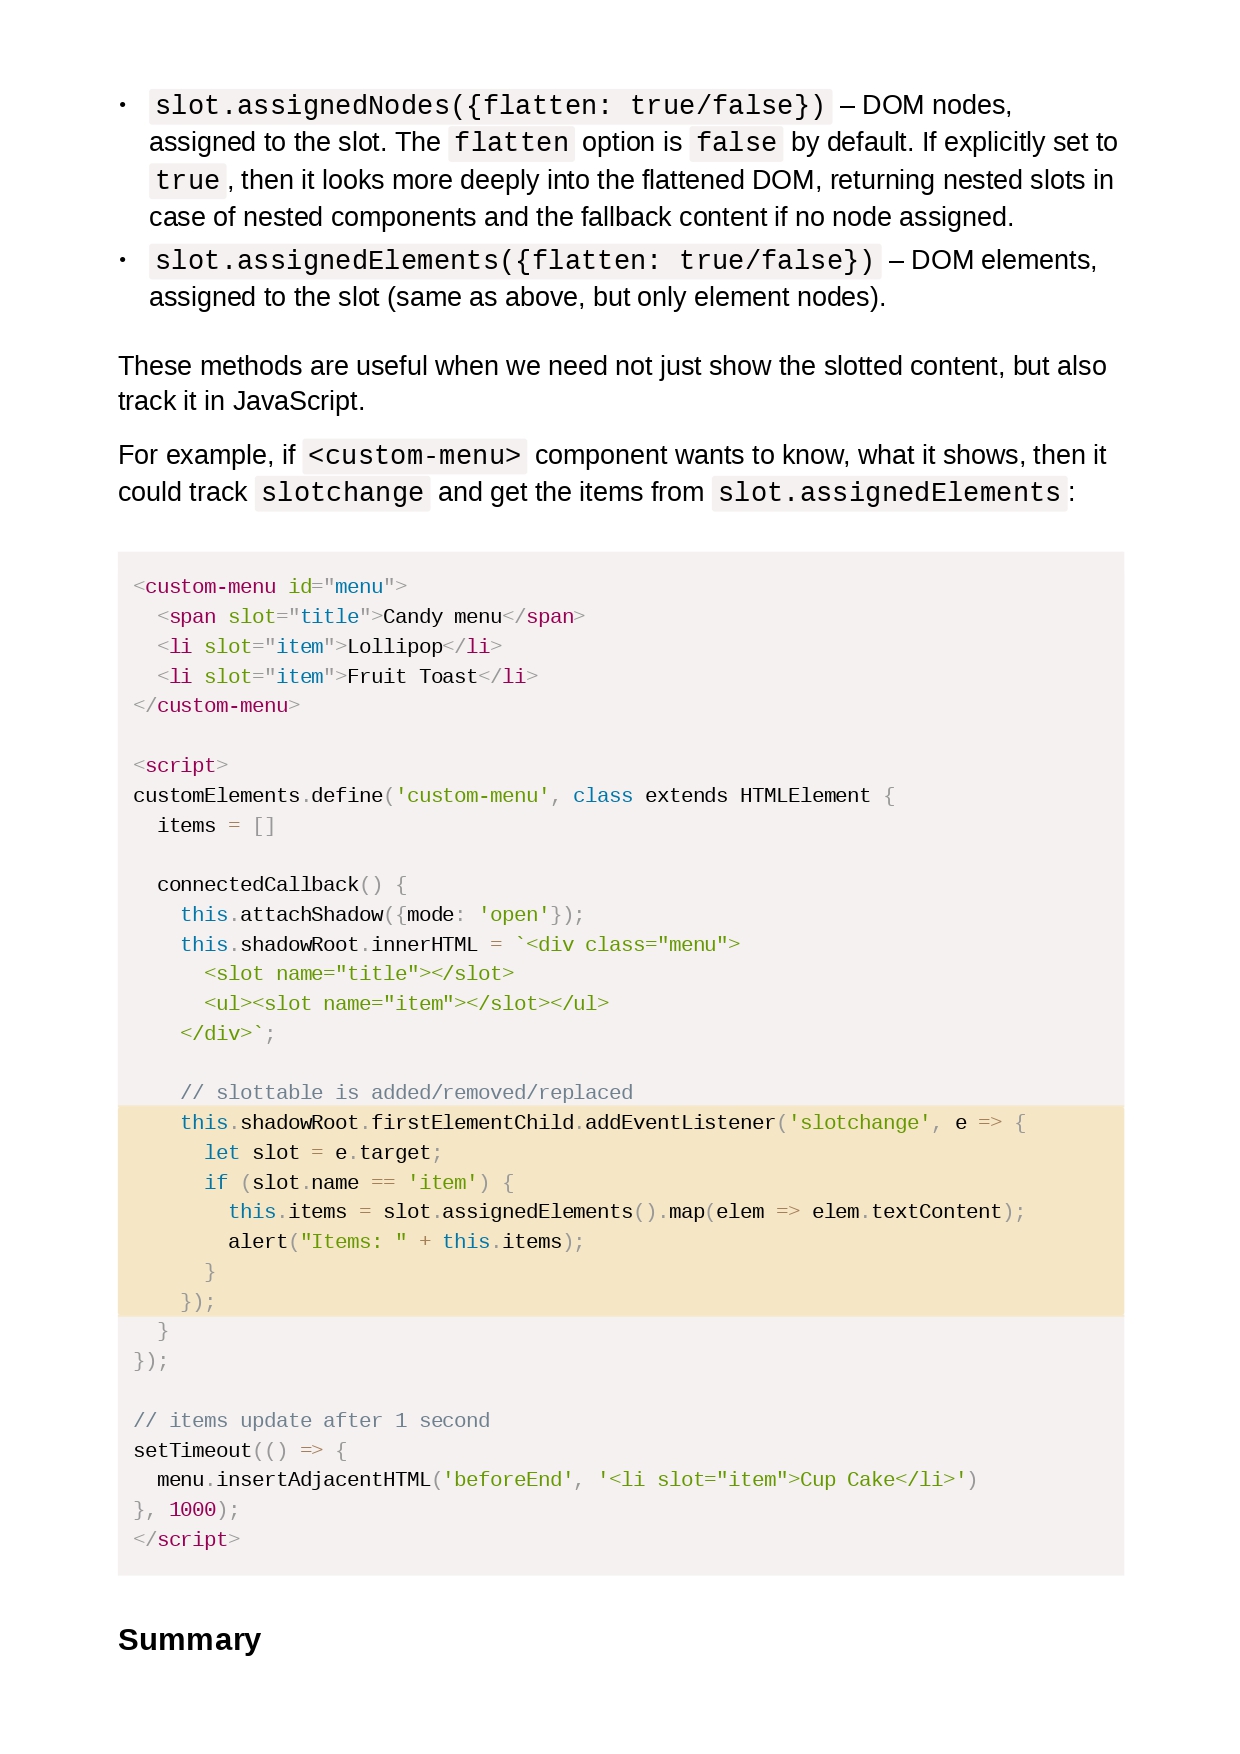 • slot.assignedNodes({flatten: true/false}) – DOM nodes,
assigned to the slot. The flatten option is false by default. If explicitly set to
true, then it looks more deeply into the flattened DOM, returning nested slots in
case of nested components and the fallback content if no node assigned.
• slot.assignedElements({flatten: true/false}) – DOM elements,
assigned to the slot (same as above, but only element nodes).
These methods are useful when we need not just show the slotted content, but also
track it in JavaScript.
For example, if <custom-menu> component wants to know, what it shows, then it
could track slotchange and get the items from slot.assignedElements:
<custom-menu id="menu">
  <span slot="title">Candy menu</span>
  <li slot="item">Lollipop</li>
  <li slot="item">Fruit Toast</li>
</custom-menu>

<script>
customElements.define('custom-menu', class extends HTMLElement {
  items = []

  connectedCallback() {
    this.attachShadow({mode: 'open'});
    this.shadowRoot.innerHTML = `<div class="menu">
      <slot name="title"></slot>
      <ul><slot name="item"></slot></ul>
    </div>`;

    // slottable is added/removed/replaced
    this.shadowRoot.firstElementChild.addEventListener('slotchange', e => {
      let slot = e.target;
      if (slot.name == 'item') {
        this.items = slot.assignedElements().map(elem => elem.textContent);
        alert("Items: " + this.items);
      }
    });
  }
});

// items update after 1 second
setTimeout(() => {
  menu.insertAdjacentHTML('beforeEnd', '<li slot="item">Cup Cake</li>')
}, 1000);
</script>
Summary